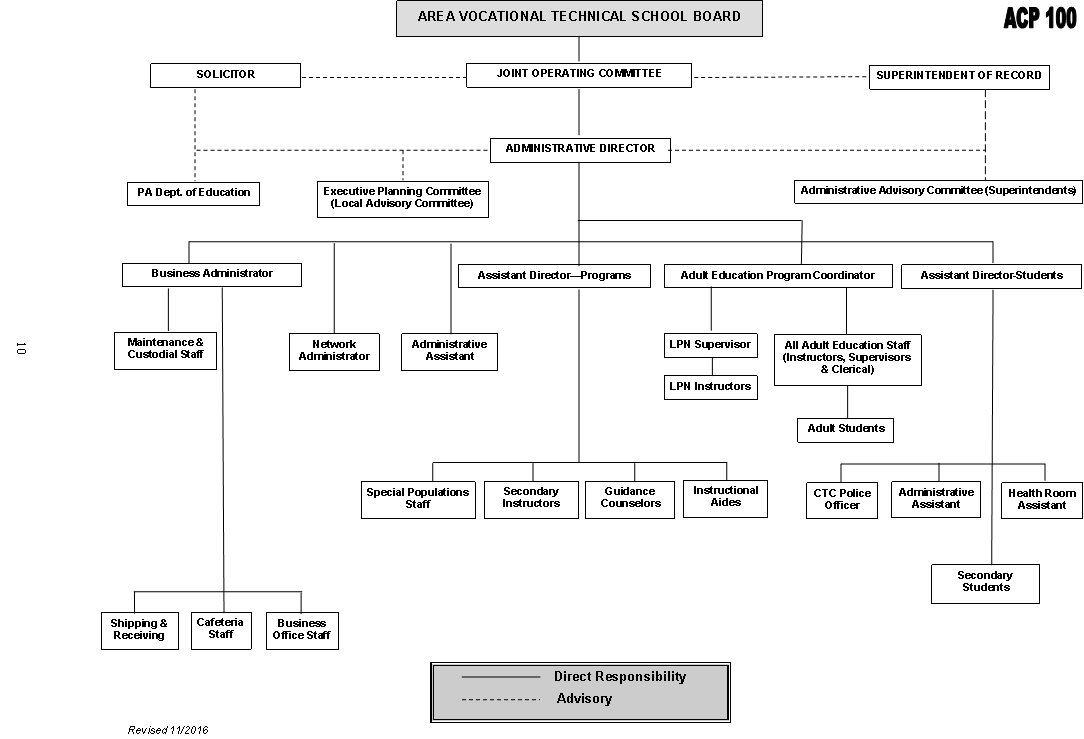 AREA VOCATIONAL TECHNICAL SCHOOL BOARD
ACP 100
SOLICITOR
JOINT OPERATING COMMITTEE
SUPERINTENDENT OF RECORD
ADMINISTRATIVE DIRECTOR
PA Dept. of Education
Executive Planning Committee
(Local Advisory Committee)
Administrative Advisory Committee (Superintendents)
Business Administrator
Assistant Director—Programs
Adult Education Program Coordinator
Assistant Director-Students
Maintenance &
Custodial Staff
Network
Administrator
Administrative
Assistant
LPN Supervisor
All Adult Education Staff
(Instructors, Supervisors
& Clerical)
LPN Instructors
Adult Students
10
Special Populations
Staff
Secondary
Instructors
Guidance
Counselors
Instructional
Aides
CTC Police
Officer
Administrative
Assistant
Health Room
Assistant
Secondary
Students
Shipping &
Receiving
Cafeteria
Staff
Business
Office Staff
Direct Responsibility
Advisory
Revised 11/2016